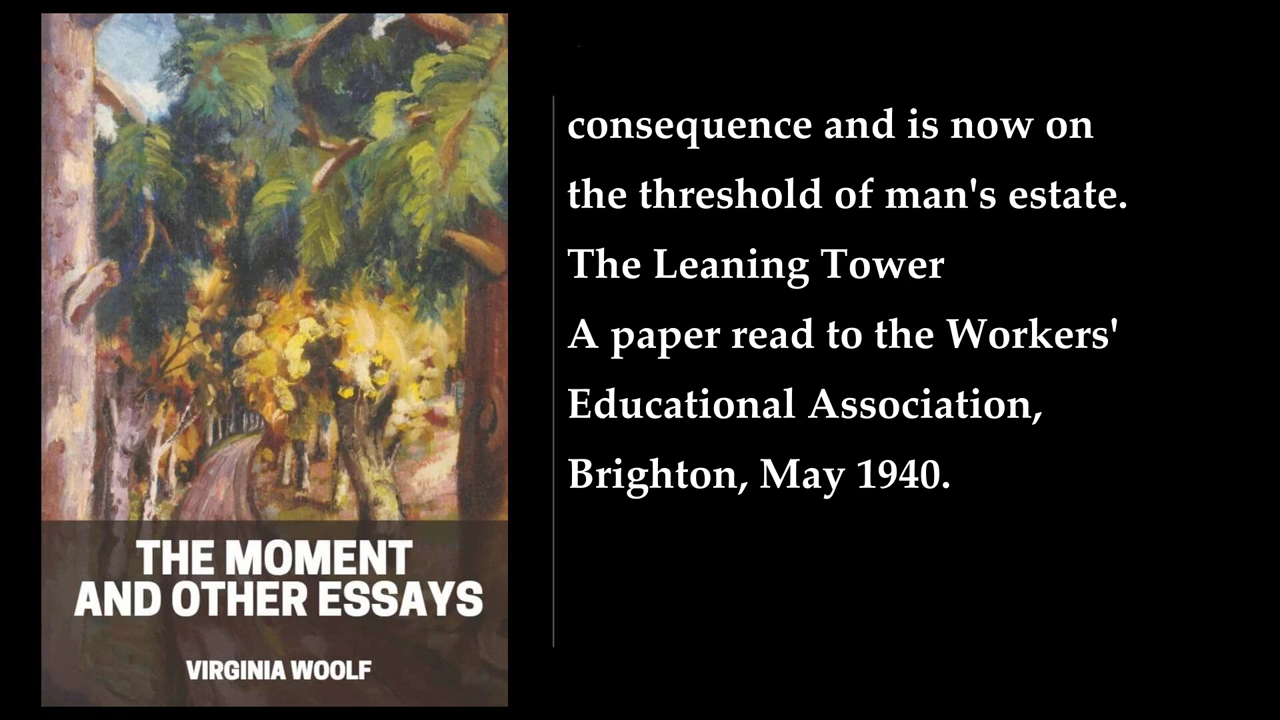 consequence and is now on
the threshold of man's estate.
The Leaning Tower
A paper read to the Workers'
Educational Association,
Brighton, May 1940.
THE MOMENT
AND OTHER ESSAYS
VIRGINIA WOOLF